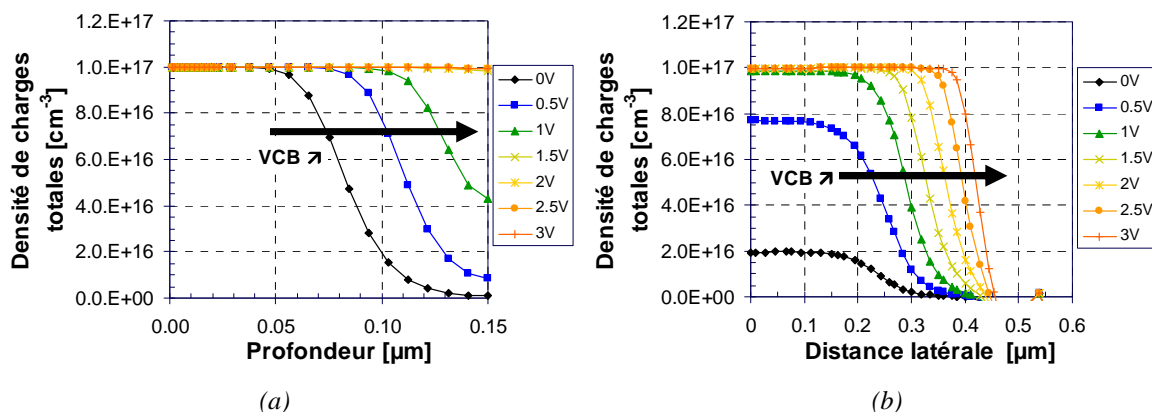 1.2E+17
1.0E+17
8.0E+16
6.0E+16
4.0E+16
2.0E+16
0.0E+00
Densité de charges
totales [cm-3]
VCB ↗
0.00
0.05
0.10
0.15
Profondeur [µm]
0V
0.5V
1V
1.5V
2V
2.5V
3V
(a)
1.2E+17
1.0E+17
8.0E+16
6.0E+16
4.0E+16
2.0E+16
0.0E+00
Densité de charges
totales [cm-3]
VCB ↗
0
0.1
0.2
0.3
0.4
0.5
0.6
Distance latérale [µm]
0V
0.5V
1V
1.5V
2V
2.5V
3V
(b)